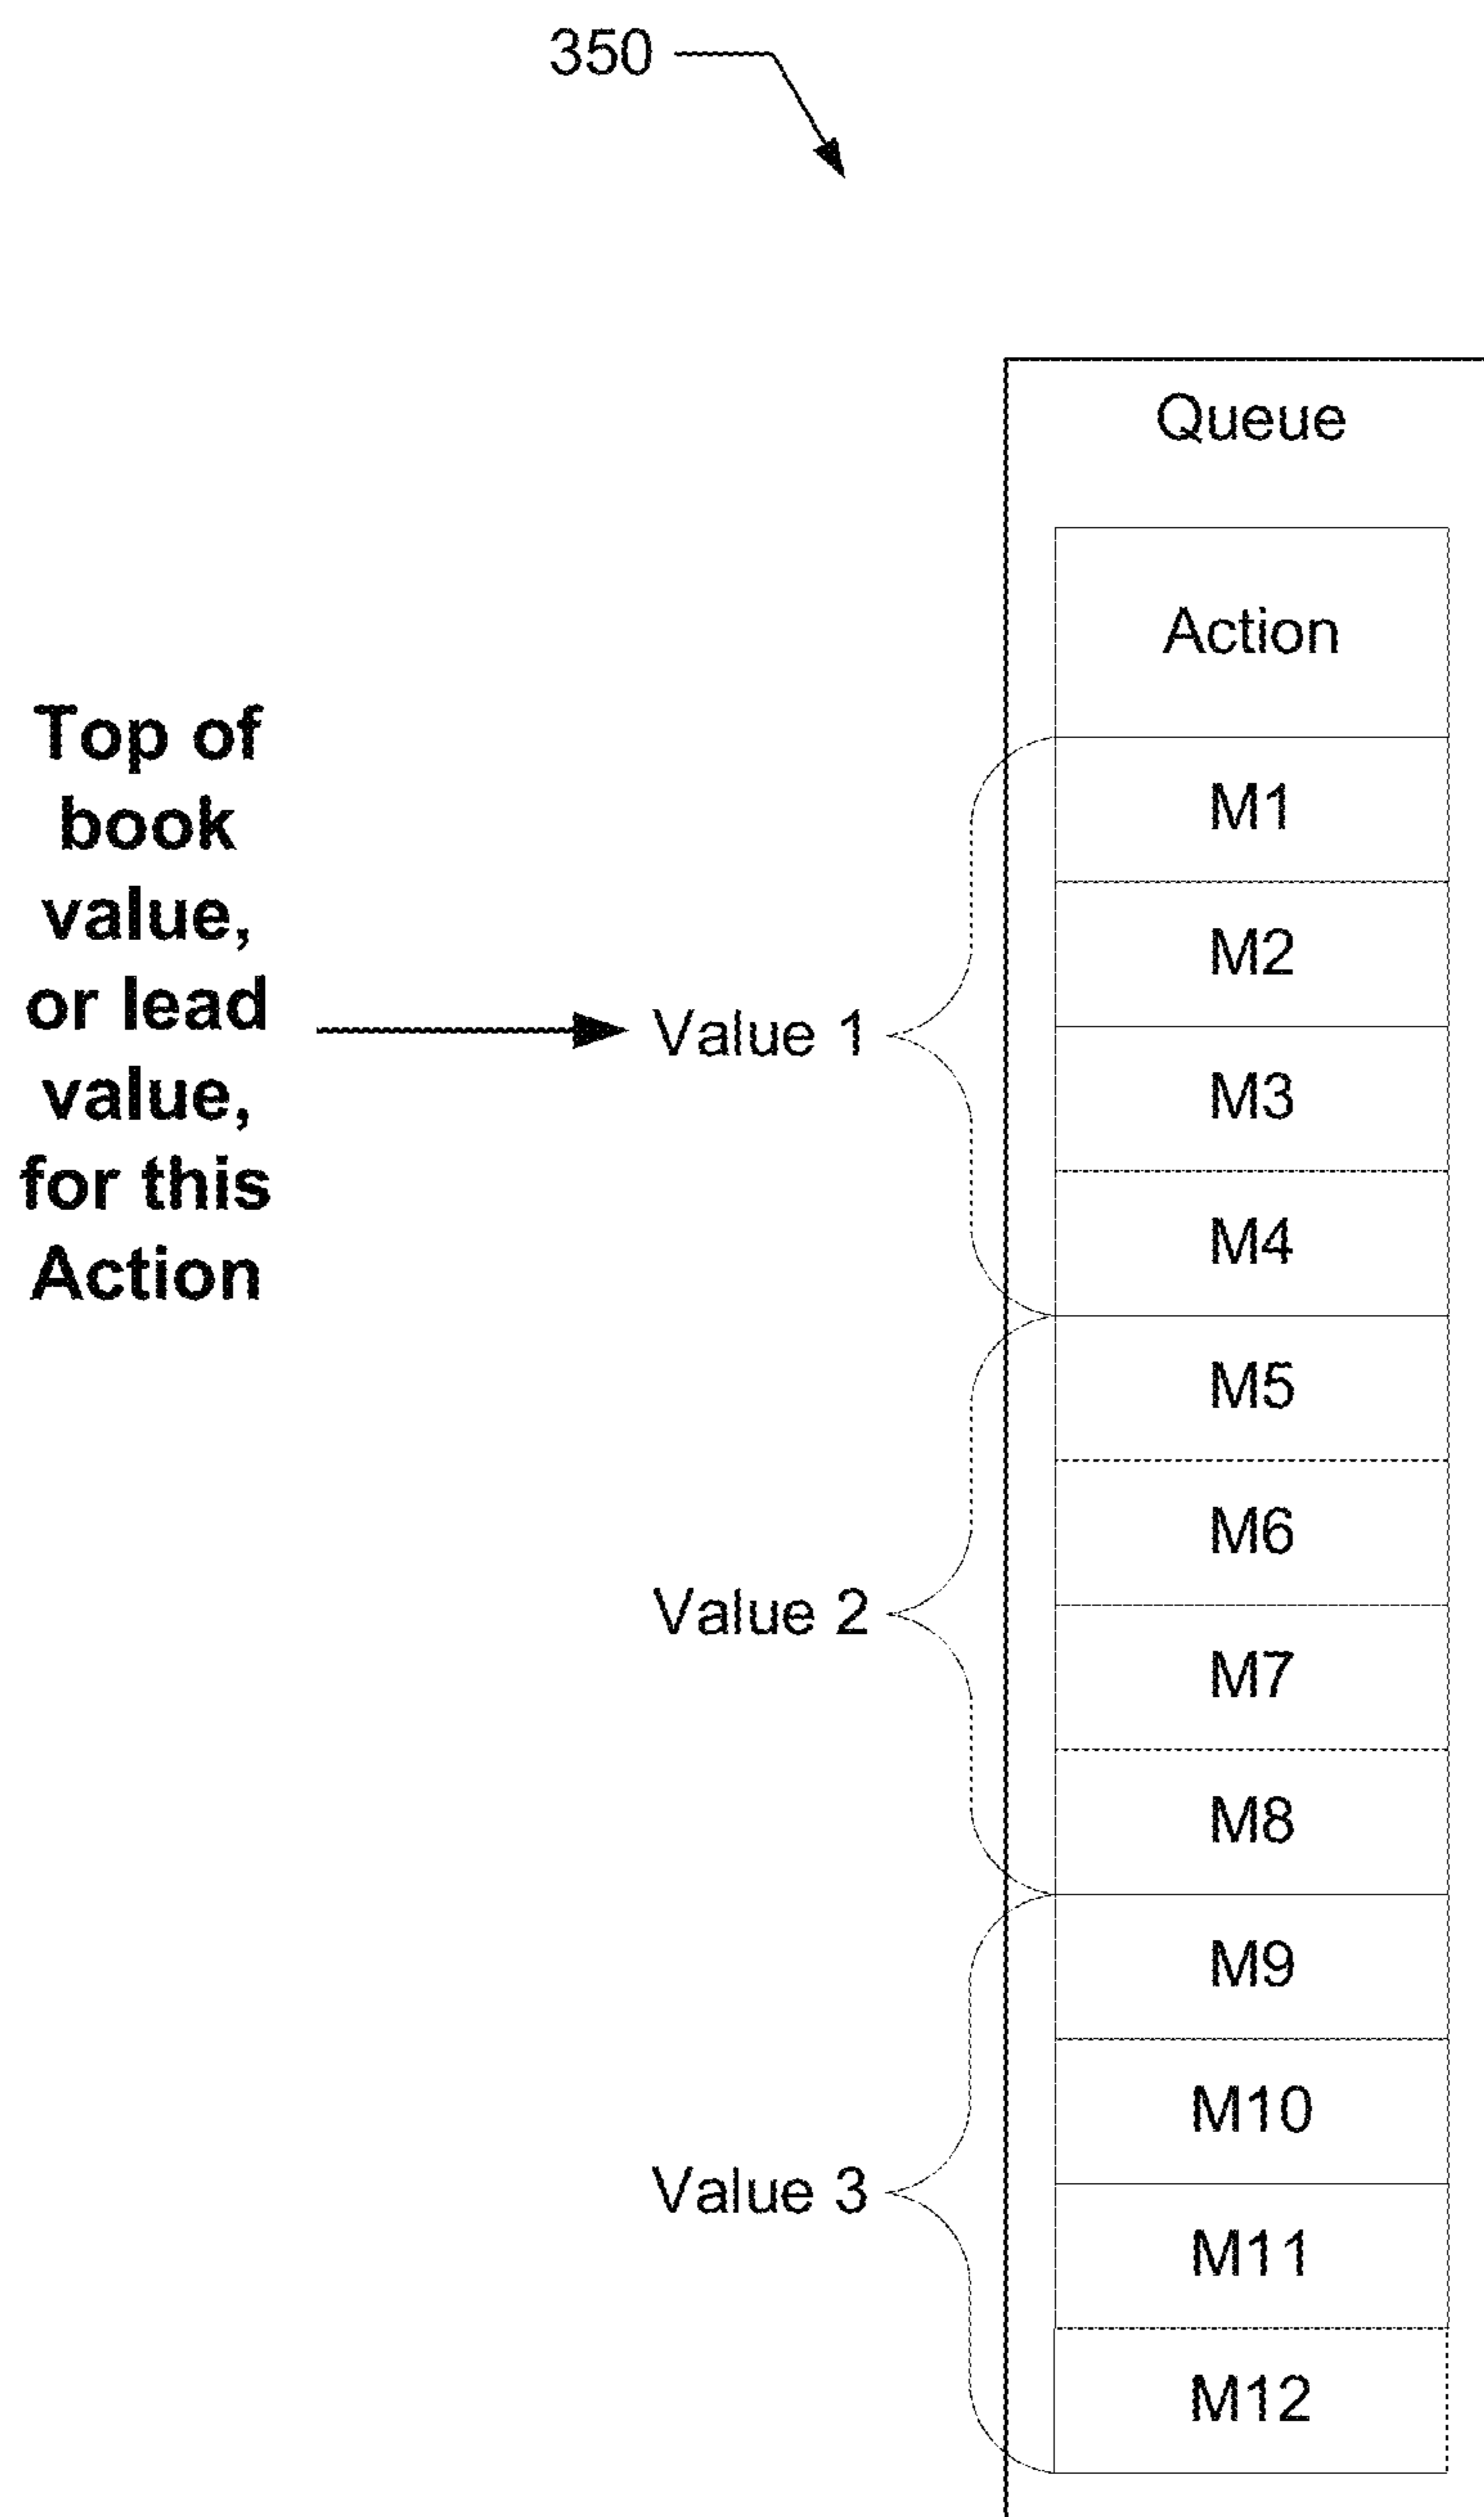 350
Queue
Action
Top of
book
value,
or lead
value,
for this
Action
Value 1
M1
M2
M3
M4
Value 2
M5
M6
M7
M8
Value 3
M9
M10
M11
M12